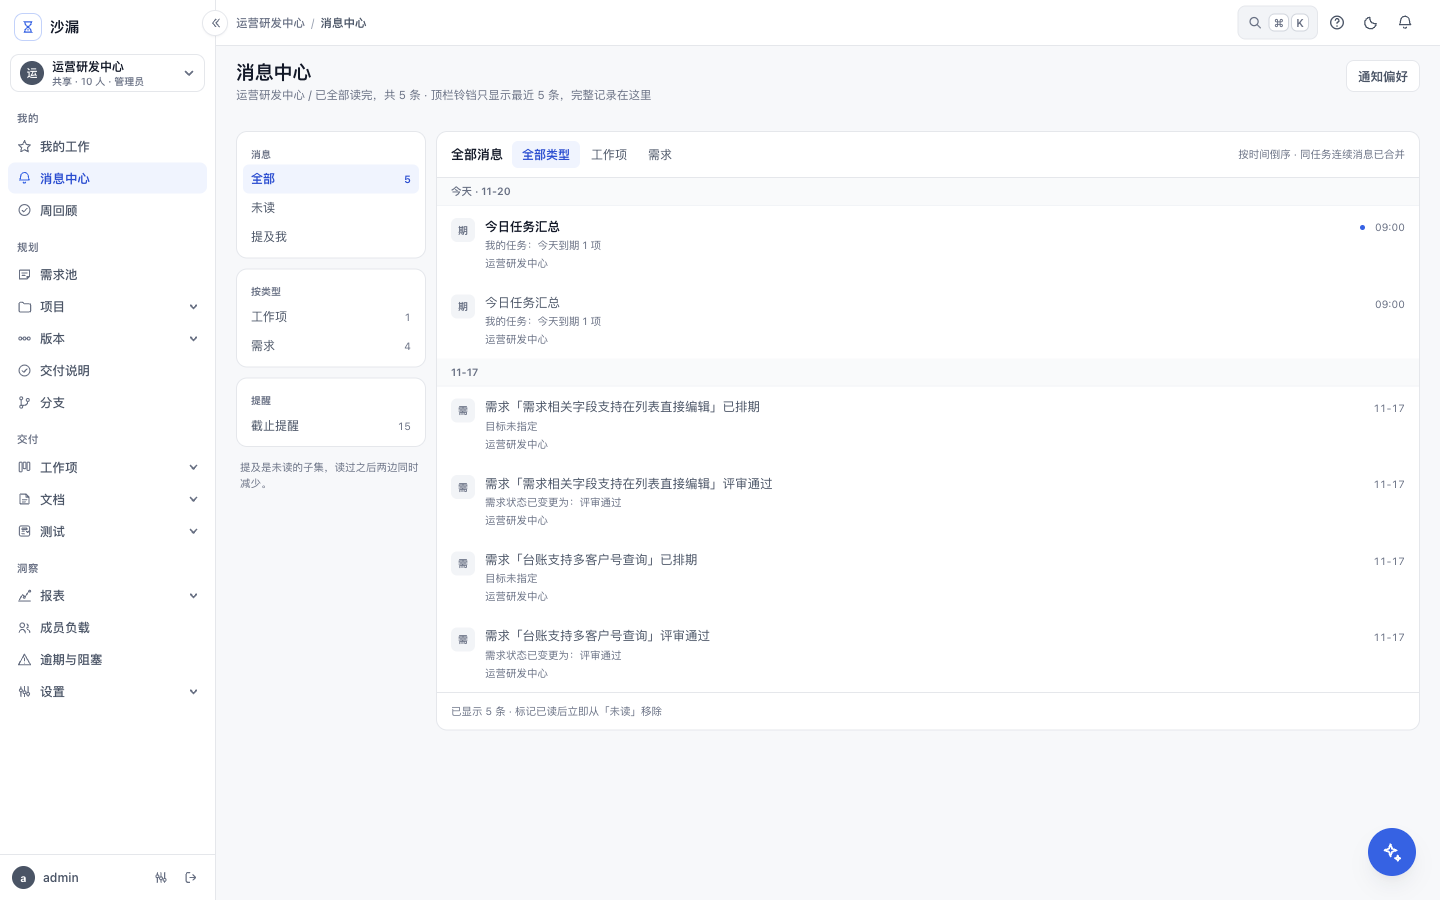 沙漏
运
运营研发中心
共享 · 10 人 · 管理员
我的
我的工作
消息中心
周回顾
规划
需求池
项目
版本
交付说明
分支
交付
工作项
文档
测试
洞察
报表
成员负载
逾期与阻塞
设置
a
admin
运营研发中心 / 消息中心
⌘ K
消息中心
运营研发中心 / 已全部读完，共 5 条 · 顶栏铃铛只显示最近 5 条，完整记录在这里
通知偏好
消息
全部 5
未读
提及我
按类型
工作项 1
需求 4
提醒
截止提醒 15
提及是未读的子集，读过之后两边同时
减少。
全部消息 全部类型 工作项 需求
按时间倒序 · 同任务连续消息已合并
今天 · 11-20
期
今日任务汇总 09:00
我的任务：今天到期 1 项
运营研发中心
期
今日任务汇总 09:00
我的任务：今天到期 1 项
运营研发中心
11-17
需
需求「需求相关字段支持在列表直接编辑」已排期 11-17
目标未指定
运营研发中心
需
需求「需求相关字段支持在列表直接编辑」评审通过 11-17
需求状态已变更为：评审通过
运营研发中心
需
需求「台账支持多客户号查询」已排期 11-17
目标未指定
运营研发中心
需
需求「台账支持多客户号查询」评审通过 11-17
需求状态已变更为：评审通过
运营研发中心
已显示 5 条 · 标记已读后立即从「未读」移除